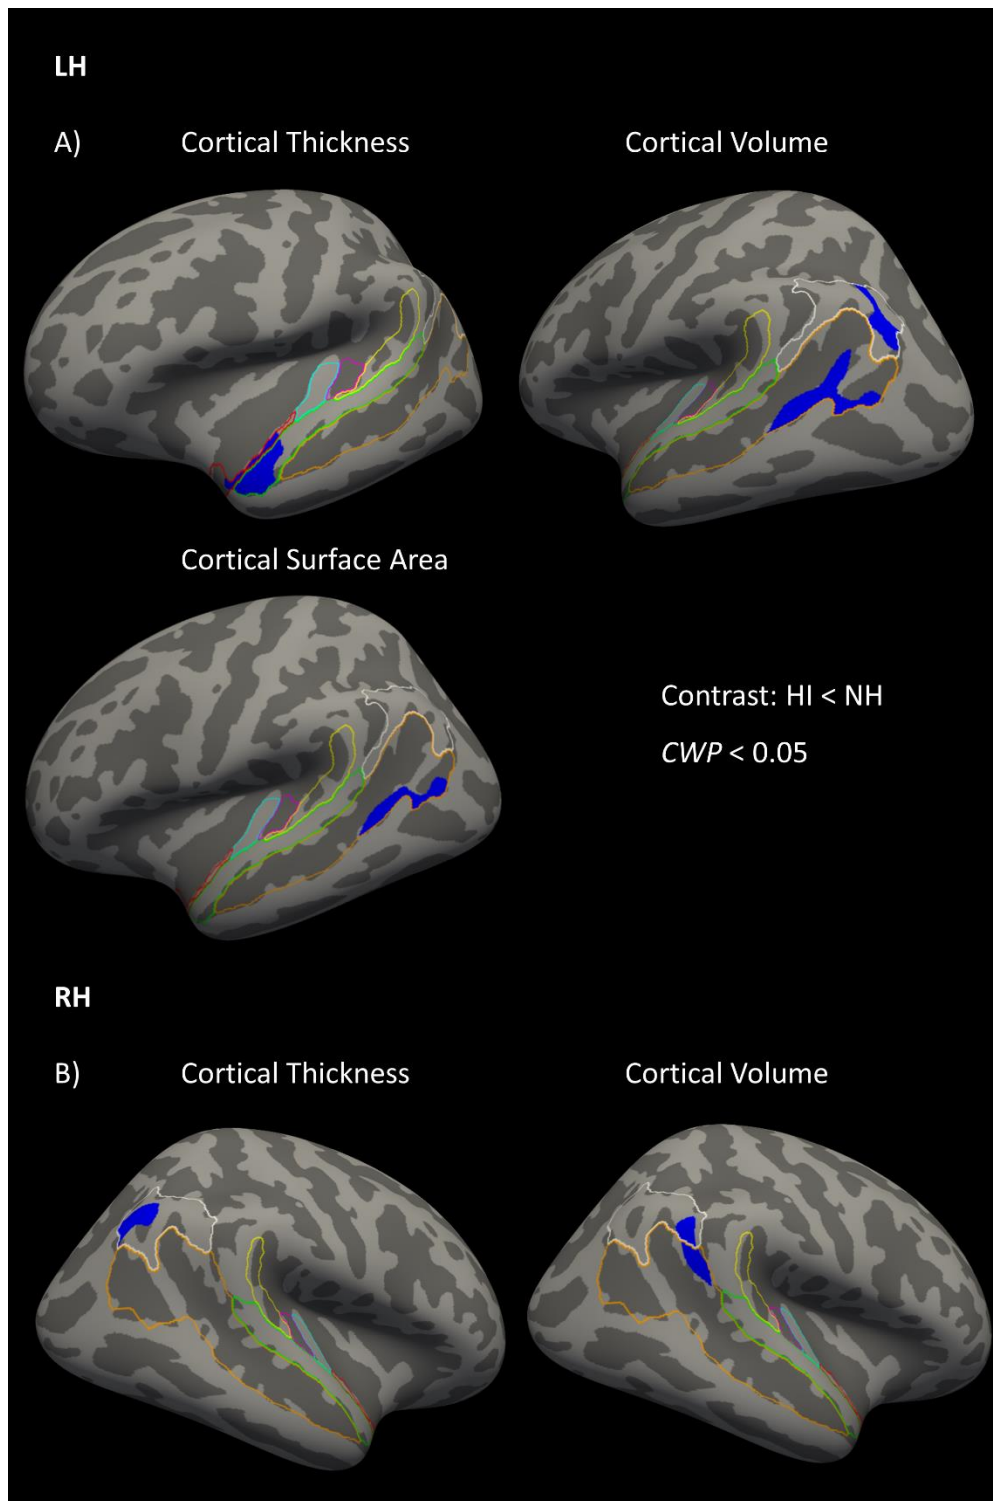 LH
A) Cortical Thickness Cortical Volume
Cortical Surface Area
Contrast: HI < NH
CWP < 0.05
RH
B) Cortical Thickness Cortical Volume